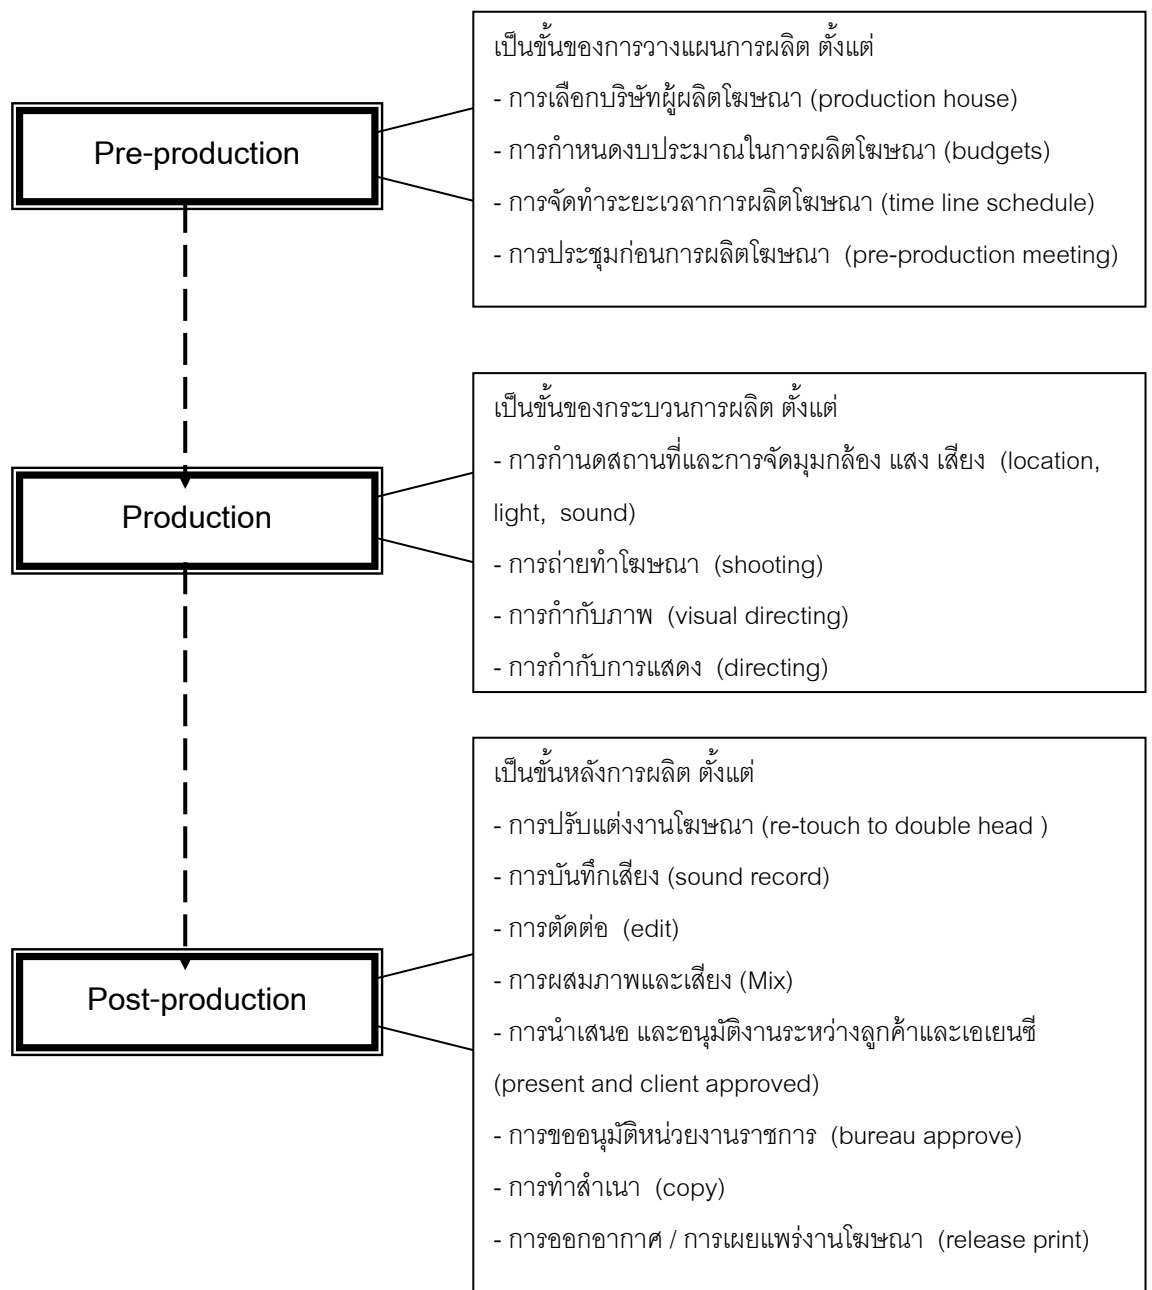 Pre-production
เป็นขั้นของการวางแผนการผลิต ตั้งแต่
- การเลือกบริษัทผู้ผลิตโฆษณา (production house)
- การกำหนดงบประมาณในการผลิตโฆษณา (budgets)
- การจัดทำระยะเวลาการผลิตโฆษณา (time line schedule)
- การประชุมก่อนการผลิตโฆษณา (pre-production meeting)
Production
เป็นขั้นของกระบวนการผลิต ตั้งแต่
- การกำนดสถานที่และการจัดมุมกล้อง แสง เสียง (location,
light, sound)
- การถ่ายทำโฆษณา (shooting)
- การกำกับภาพ (visual directing)
- การกำกับการแสดง (directing)
Post-production
เป็นขั้นหลังการผลิต ตั้งแต่
- การปรับแต่งงานโฆษณา (re-touch to double head )
- การบันทึกเสียง (sound record)
- การตัดต่อ (edit)
- การผสมภาพและเสียง (Mix)
- การนำเสนอ และอนุมัติงานระหว่างลูกค้าและเอเยนซี
(present and client approved)
- การขออนุมัติหน่วยงานราชการ (bureau approve)
- การทำสำเนา (copy)
- การออกอากาศ / การเผยแพร่งานโฆษณา (release print)